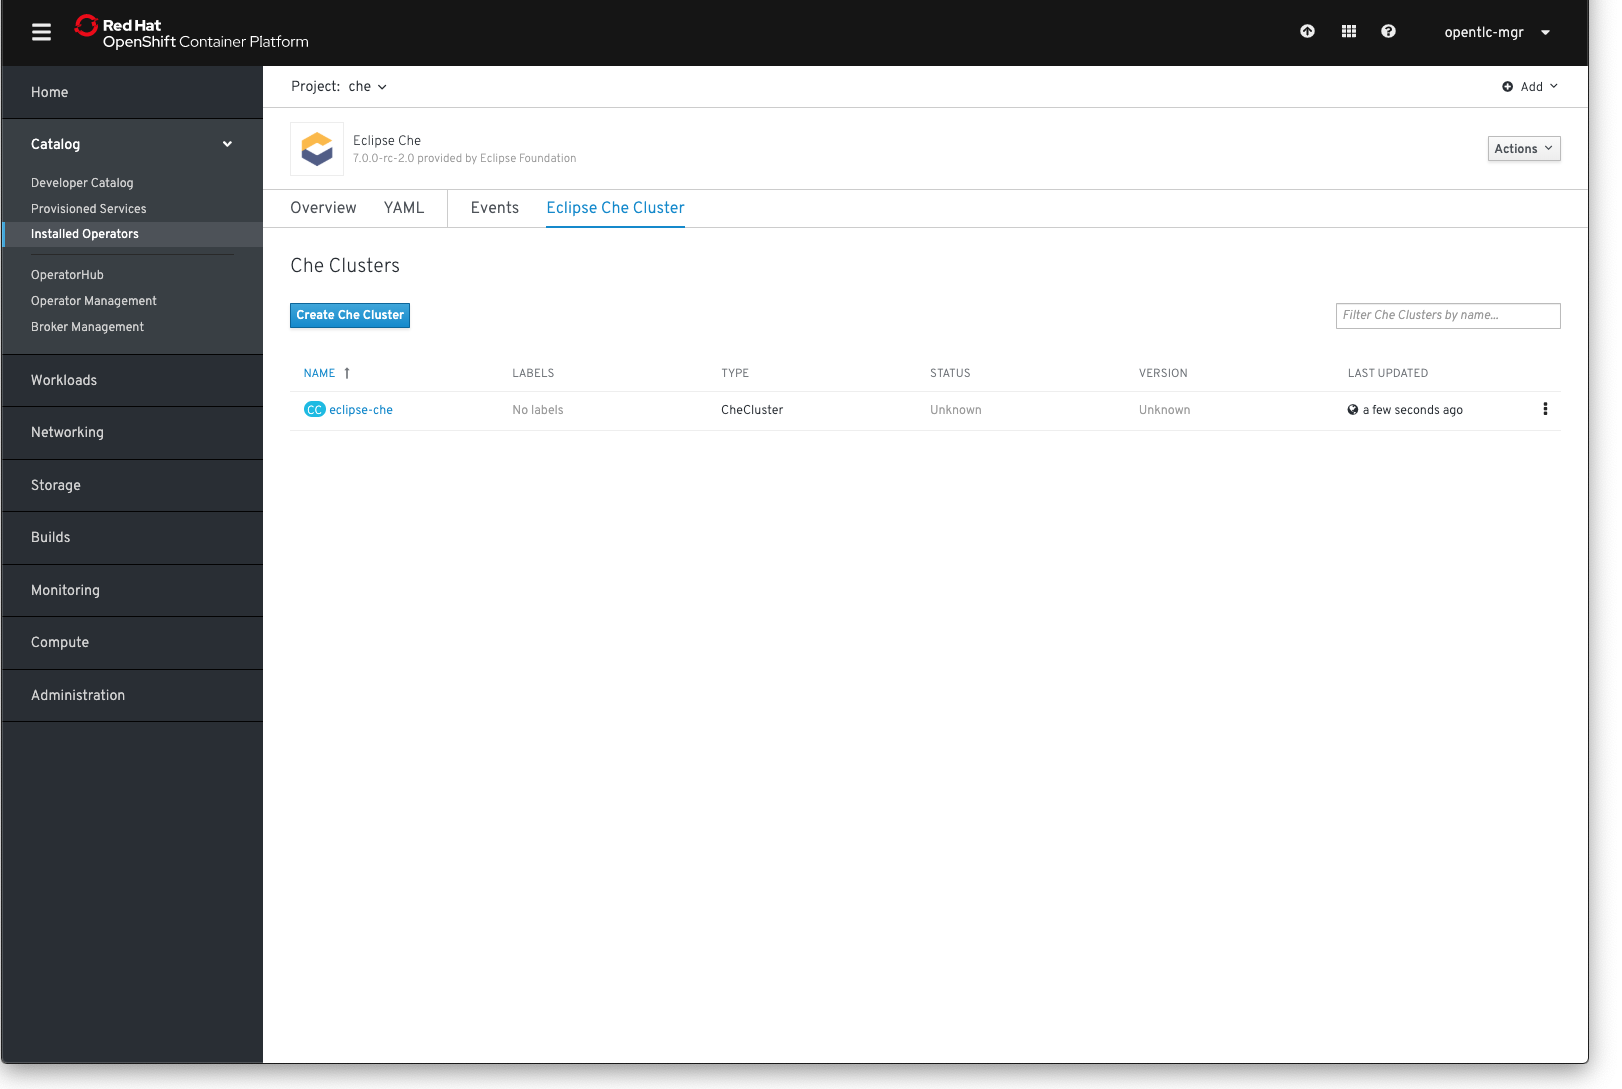 Red Hat
OpenShift Container Platform
opentlc-mgr
Home
Catalog
Developer Catalog
Provisioned Services
Installed Operators
OperatorHub
Operator Management
Broker Management
Workloads
Networking
Storage
Builds
Monitoring
Compute
Administration
Project: che
Add
Eclipse Che
7.0.0-rc-2.0 provided by Eclipse Foundation
Actions
Overview YAML Events Eclipse Che Cluster
Che Clusters
Create Che Cluster
Filter Che Clusters by name...
NAME LABELS TYPE STATUS VERSION LAST UPDATED
CC eclipse-che No labels CheCluster Unknown Unknown a few seconds ago